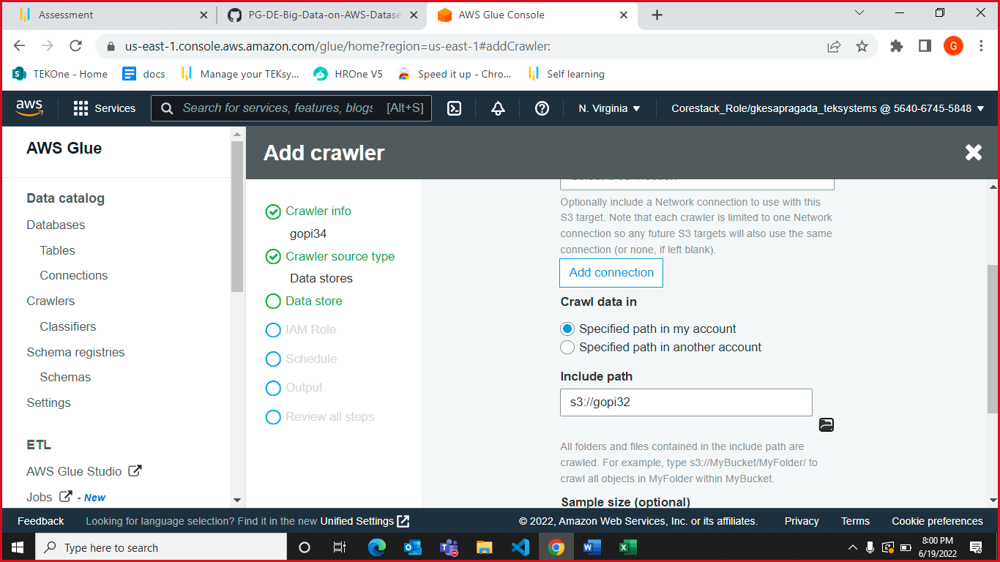 Assessment
PG-DE-Big-Data-on-AWS-Datase
AWS Glue Console
us-east-1.console.aws.amazon.com/glue/home?region=us-east-1#addCrawler:
G
TEKOne - Home
docs
Manage your TEKsy...
HROne V5
Speed it up - Chro...
Self learning
aws
Services
Search for services, features, blogs
[Alt+S]
N. Virginia
Corestack_Role/gkesapragada_teksystems @ 5640-6745-5848
AWS Glue
Data catalog
Databases
Tables
Connections
Crawlers
Classifiers
Schema registries
Schemas
Settings
ETL
AWS Glue Studio
Jobs - New
Add crawler
Crawler info
gopi34
Crawler source type
Data stores
Data store
IAM Role
Schedule
Output
Review all steps
Optionally include a Network connection to use with this
S3 target. Note that each crawler is limited to one Network
connection so any future S3 targets will also use the same
connection (or none, if left blank).
Add connection
Crawl data in
Specified path in my account
Specified path in another account
Include path
s3://gopi32
All folders and files contained in the include path are
crawled. For example, type s3://MyBucket/MyFolder/ to
crawl all objects in MyFolder within MyBucket.
Sample size (optional)
Feedback
Looking for language selection? Find it in the new Unified Settings
© 2022, Amazon Web Services, Inc. or its affiliates.
Privacy
Terms
Cookie preferences
Type here to search
8:00 PM
6/19/2022